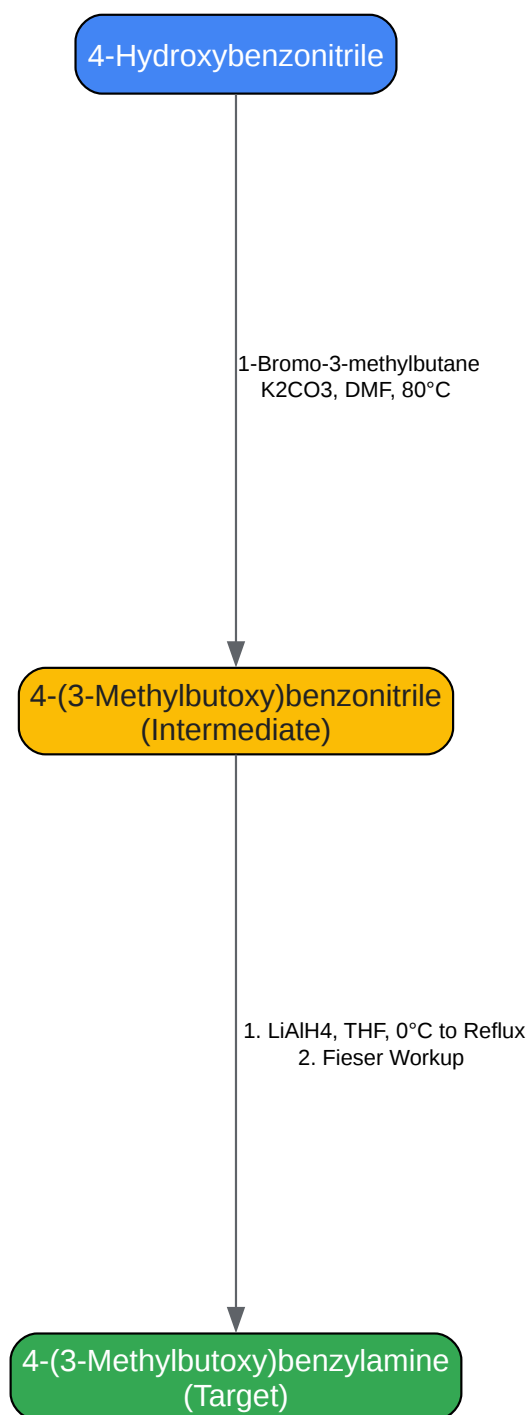 4-Hydroxybenzonitrile
1-Bromo-3-methylbutane
K2CO3, DMF, 80°C
4-(3-Methylbutoxy)benzonitrile
(Intermediate)
1. LiAlH4, THF, 0°C to Reflux
2. Fieser Workup
4-(3-Methylbutoxy)benzylamine
(Target)